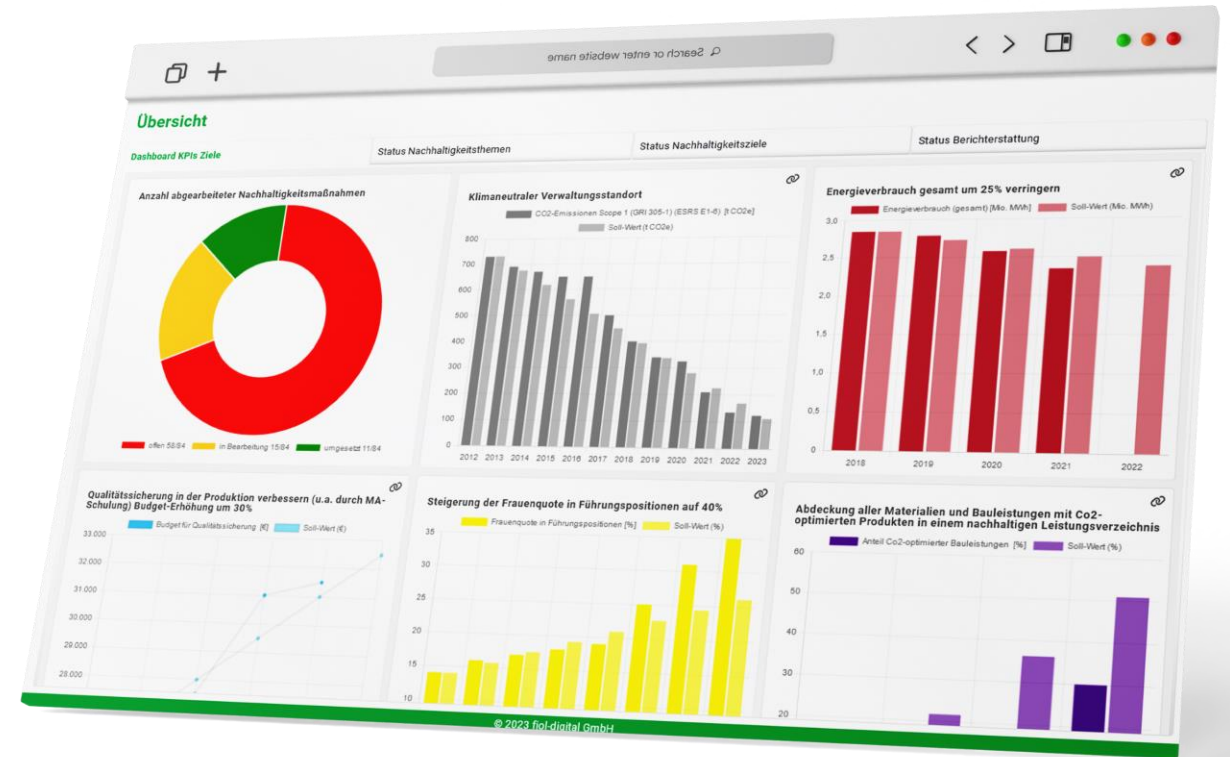 Search or enter website name
Übersicht
Dashboard KPIs Ziele
Status Nachhaltigkeitsthemen
Status Nachhaltigkeitsziele
Status Berichterstattung
Anzahl abgearbeiteter Nachhaltigkeitsmaßnahmen
offen 58/84 in Bearbeitung 15/84 umgesetzt 11/84
Klimaneutraler Verwaltungsstandort
CO2-Emissionen Scope 1 (GRI 305-1) (ESRS E1-6) [t CO2e]
Soll-Wert (t CO2e)
800
700
600
500
400
300
200
100
0
2012 2013 2014 2015 2016 2017 2018 2019 2020 2021 2022 2023
Energieverbrauch gesamt um 25% verringern
Energieverbrauch (gesamt) [Mio. MWh] Soll-Wert (Mio. MWh)
3,0
2,5
2,0
1,5
1,0
0,5
0
2018 2019 2020 2021 2022
Qualitätssicherung in der Produktion verbessern (u.a. durch MA-
Schulung) Budget-Erhöhung um 30%
Budget für Qualitätssicherung [€] Soll-Wert (€)
33.000
32.000
31.000
30.000
29.000
28.000
Steigerung der Frauenquote in Führungspositionen auf 40%
Frauenquote in Führungspositionen [%] Soll-Wert (%)
35
30
25
20
15
10
Abdeckung aller Materialien und Bauleistungen mit Co2-
optimierten Produkten in einem nachhaltigen Leistungsverzeichnis
Anteil Co2-optimierter Bauleistungen [%] Soll-Wert (%)
60
50
40
30
20
© 2023 fiol-digital GmbH